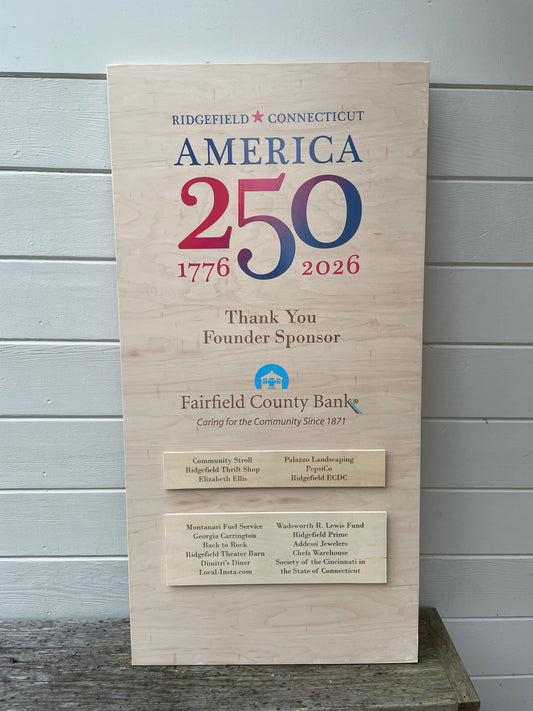 RIDGEFIELD ★ CONNECTICUT
AMERICA
250
1776 2026
Thank You
Founder Sponsor
Fairfield County Bank®
Caring for the Community Since 1871
Community Stroll
Ridgefield Thrift Shop
Elizabeth Ellis
Palazzo Landscaping
PepsiCo
Ridgefield ECDC
Montanari Fuel Service
Georgia Carrington
Bach to Rock
Ridgefield Theater Barn
Dimitri's Diner
Local-Insta.com
Wadsworth R. Lewis Fund
Ridgefield Prime
Addessi Jewelers
Chefs Warehouse
Society of the Cincinnati in
the State of Connecticut